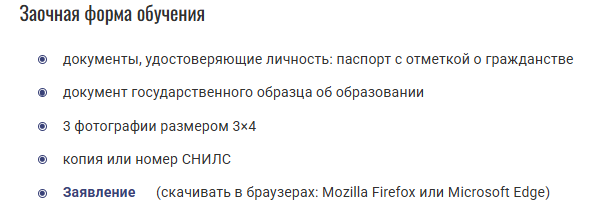 Заочная форма обучения
документы, удостоверяющие личность: паспорт с отметкой о гражданстве
документ государственного образца об образовании
3 фотографии размером 3×4
копия или номер СНИЛС
Заявление (скачивать в браузерах: Mozilla Firefox или Microsoft Edge)